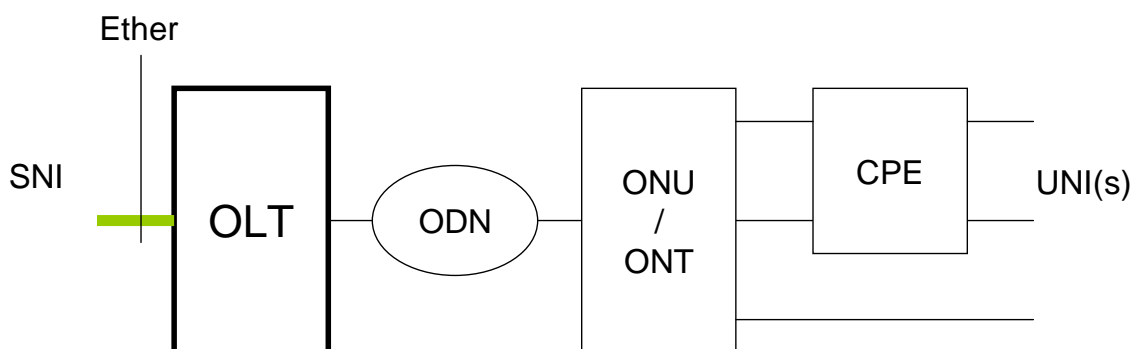 Ether
SNI
OLT
ODN
ONU
/
ONT
CPE
UNI(s)